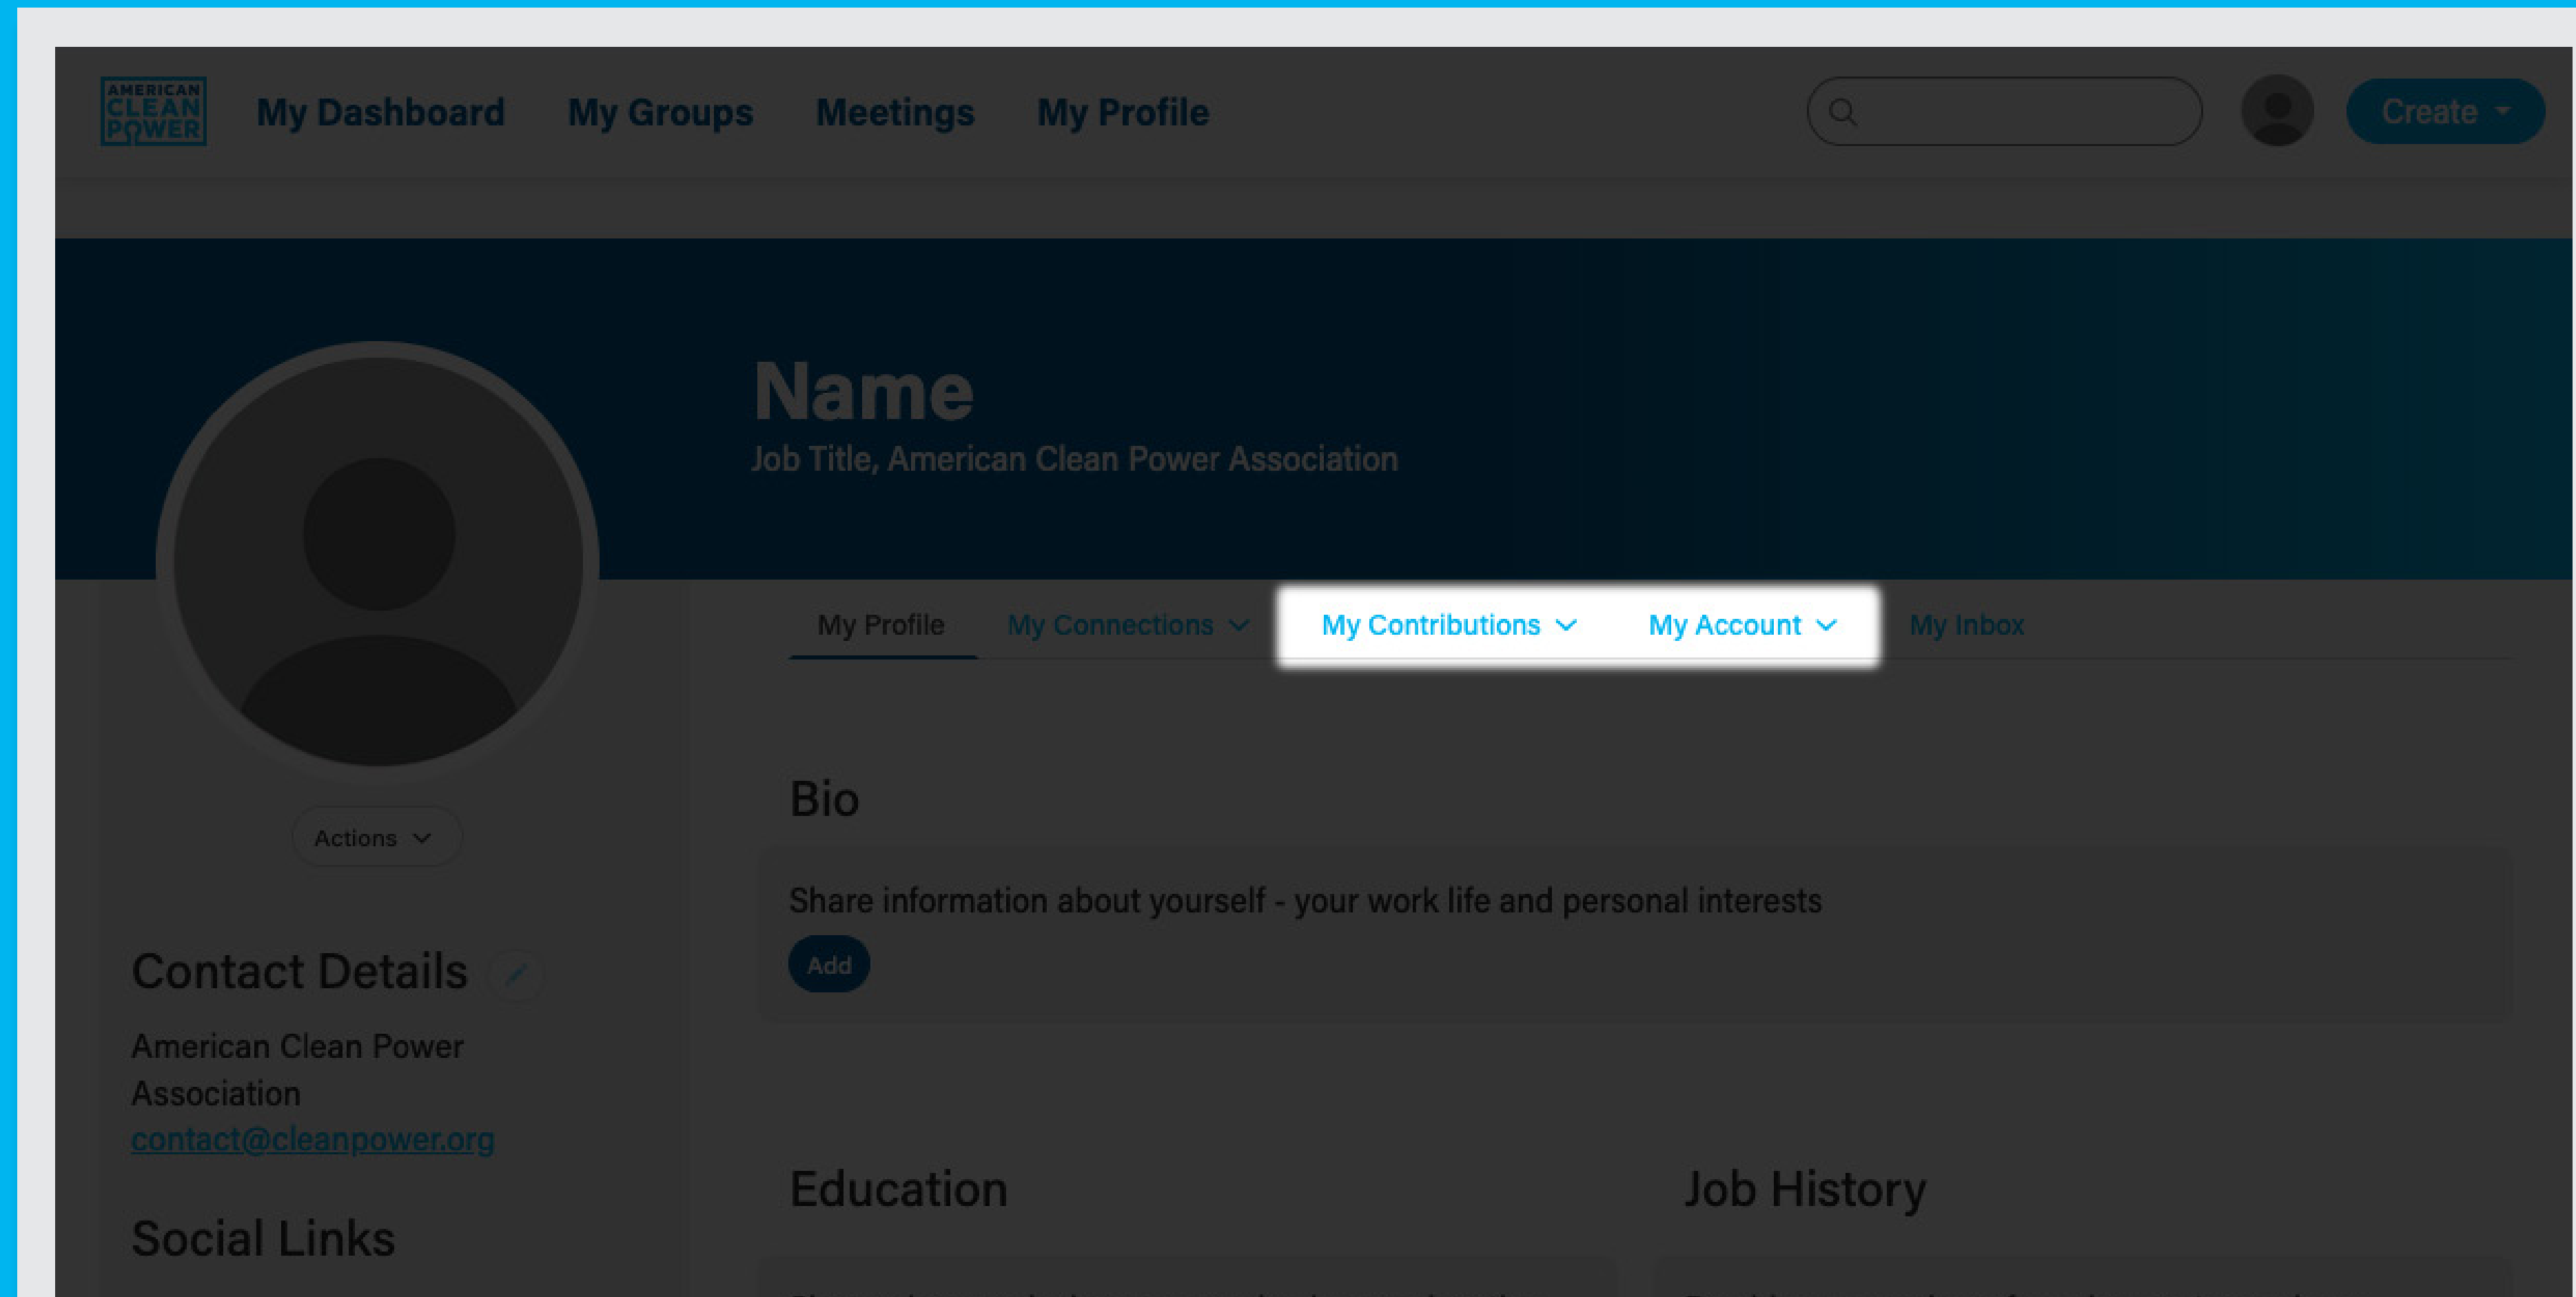 AMERICAN
CLEAN
POWER
My Dashboard My Groups Meetings My Profile
Create
Name
Job Title, American Clean Power Association
My Profile My Connections My Contributions My Account My Inbox
Actions
Bio
Share information about yourself - your work life and personal interests
Add
Contact Details
American Clean Power
Association
contact@cleanpower.org
Social Links
Education Job History